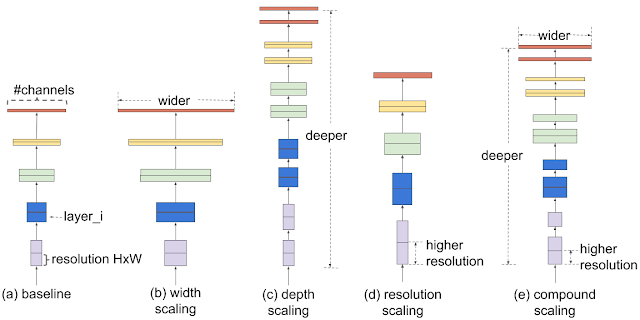 #channels
wider
deeper
wider
deeper
layer_i
resolution HxW
higher
resolution
higher
resolution
(a) baseline
(b) width
scaling
(c) depth
scaling
(d) resolution
scaling
(e) compound
scaling